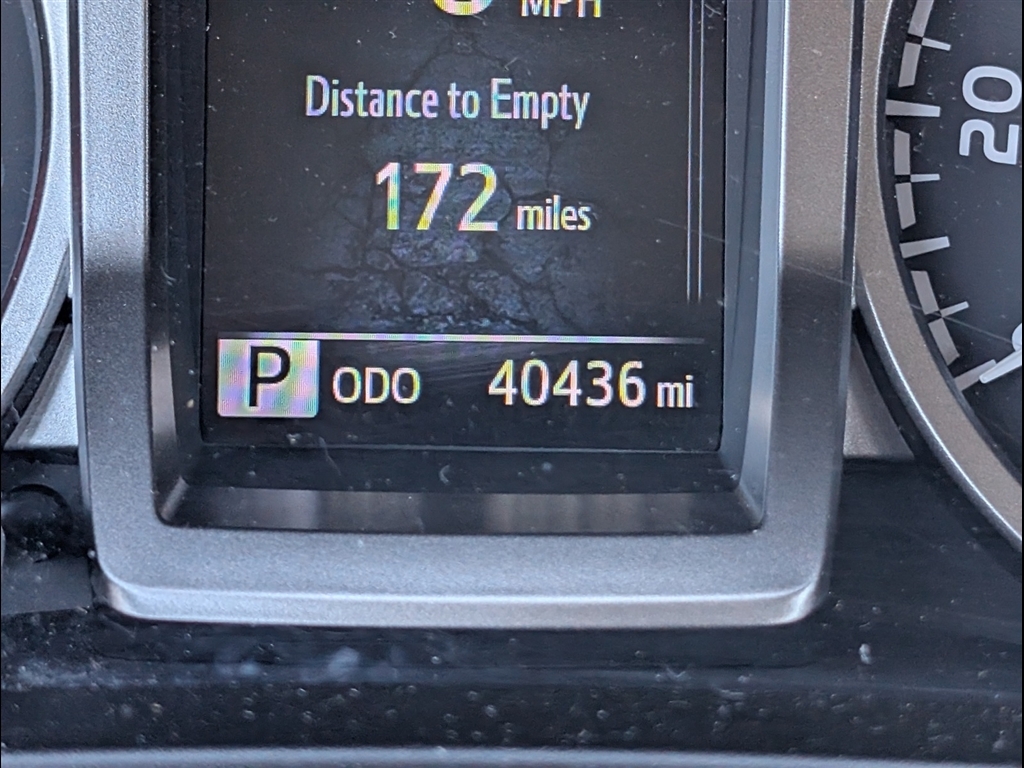 MPH
Distance to Empty
172 miles
P ODO 40436 mi
20